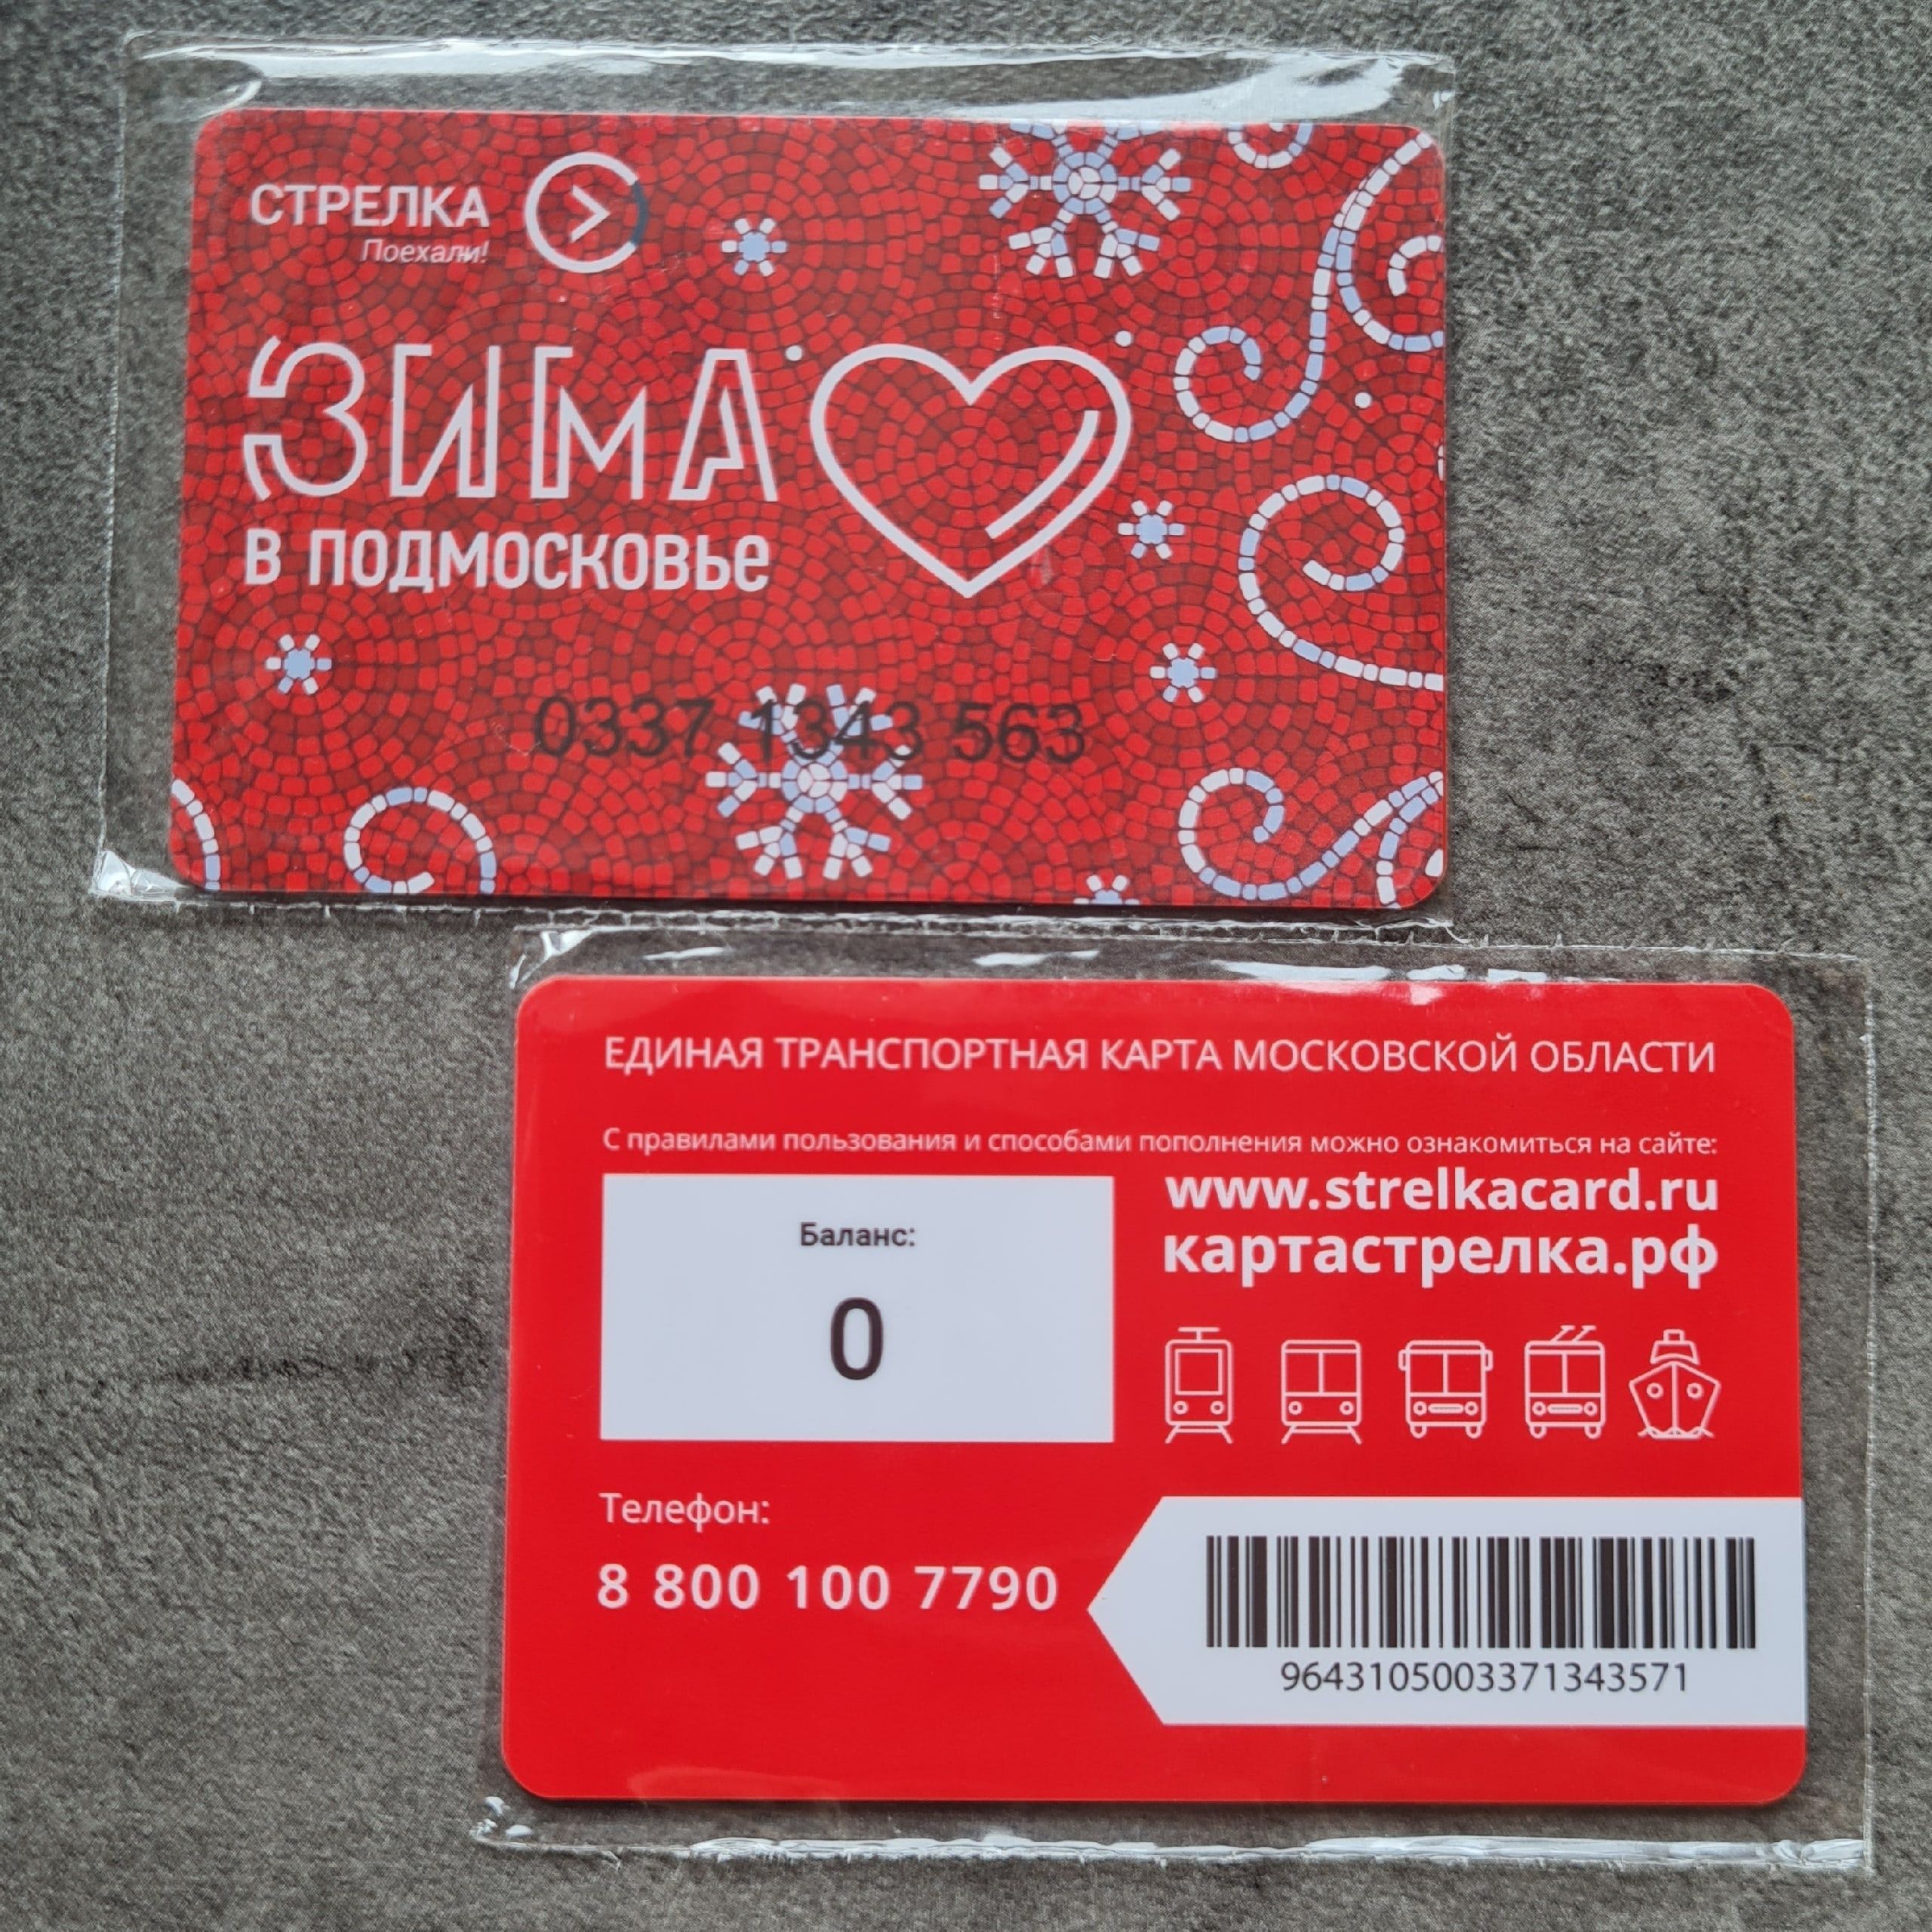 СТРЕЛКА
Поехали!
ЗИМА
В ПОДМОСКОВЬЕ
0337 1343 563
ЕДИНАЯ ТРАНСПОРТНАЯ КАРТА МОСКОВСКОЙ ОБЛАСТИ
С правилами пользования и способами пополнения можно ознакомиться на сайте:
www.strelkacard.ru
картастрелка.рф
Баланс:
0
Телефон:
8 800 100 7790
9643105003371343571